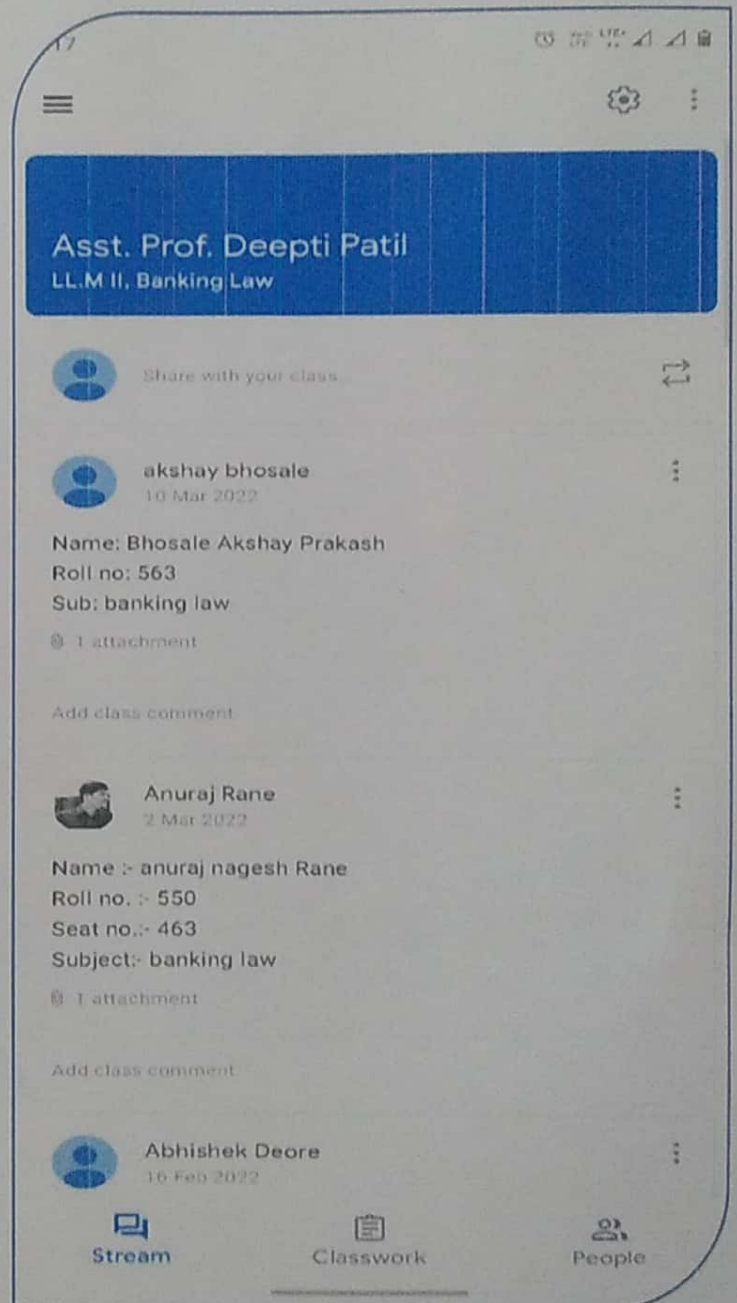 17
Asst. Prof. Deepti Patil
LL.M II, Banking Law
Share with your class...
akshay bhosale
10 Mar 2022
Name: Bhosale Akshay Prakash
Roll no: 563
Sub: banking law
1 attachment
Add class comment
Anuraj Rane
2 Mar 2022
Name :- anuraj nagesh Rane
Roll no. :- 550
Seat no.:- 463
Subject:- banking law
1 attachment
Add class comment
Abhishek Deore
16 Feb 2022
Stream
Classwork
People